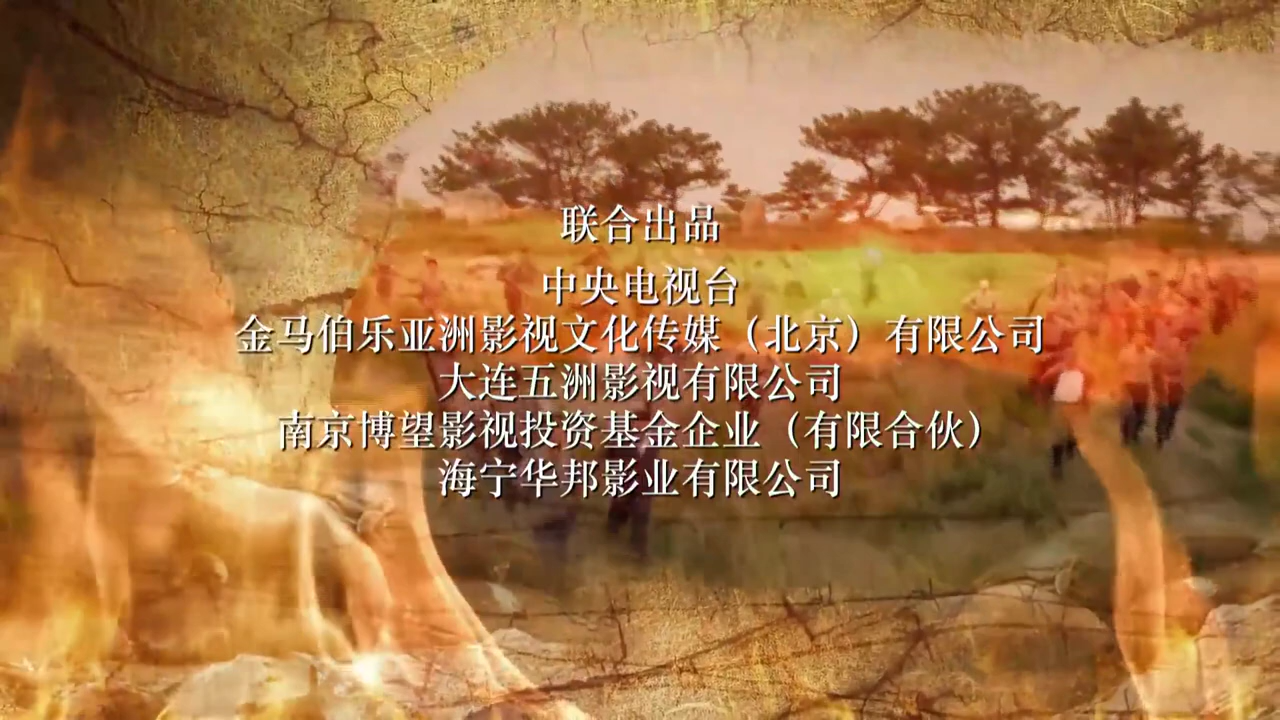 联合出品
中央电视台
金马伯乐亚洲影视文化传媒（北京）有限公司
大连五洲影视有限公司
南京博望影视投资基金企业（有限合伙）
海宁华邦影业有限公司